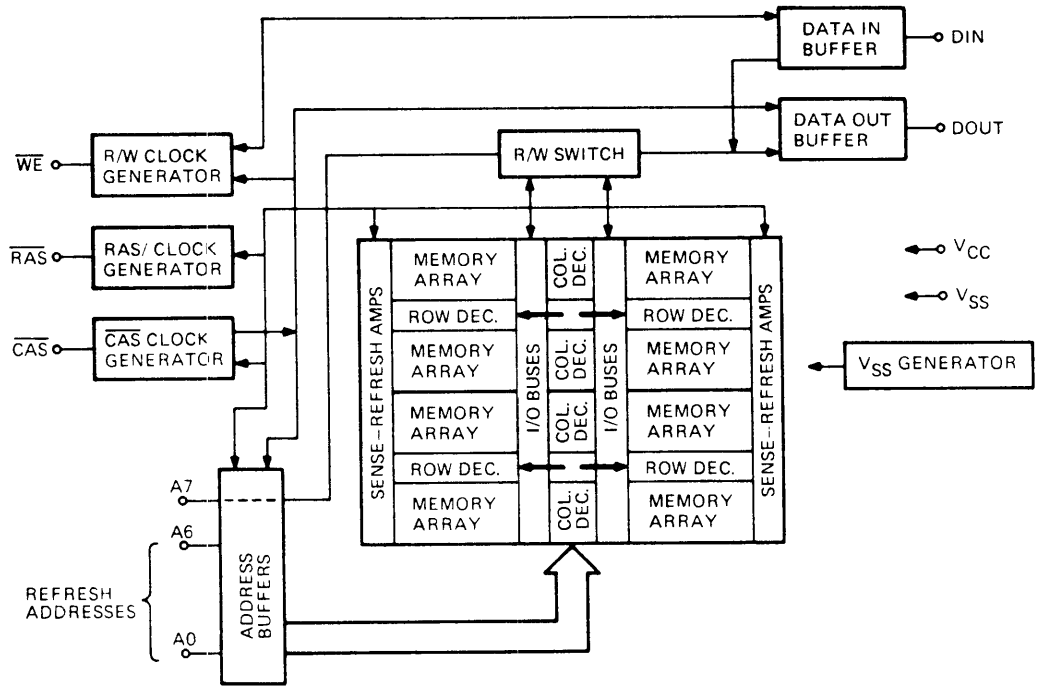 DATA IN
BUFFER
DIN
DATA OUT
BUFFER
DOUT
WE
R/W CLOCK
GENERATOR
R/W SWITCH
RAS
RAS/ CLOCK
GENERATOR
CAS
CAS CLOCK
GENERATOR
SENSE–REFRESH AMPS
MEMORY
ARRAY
ROW DEC.
MEMORY
ARRAY
MEMORY
ARRAY
ROW DEC.
MEMORY
ARRAY
I/O BUSES
COL.
DEC.
COL.
DEC.
COL.
DEC.
COL.
DEC.
I/O BUSES
MEMORY
ARRAY
ROW DEC.
MEMORY
ARRAY
MEMORY
ARRAY
ROW DEC.
MEMORY
ARRAY
SENSE--REFRESH AMPS
VCC
VSS
VSS GENERATOR
A7
A6
REFRESH
ADDRESSES
A0
ADDRESS
BUFFERS